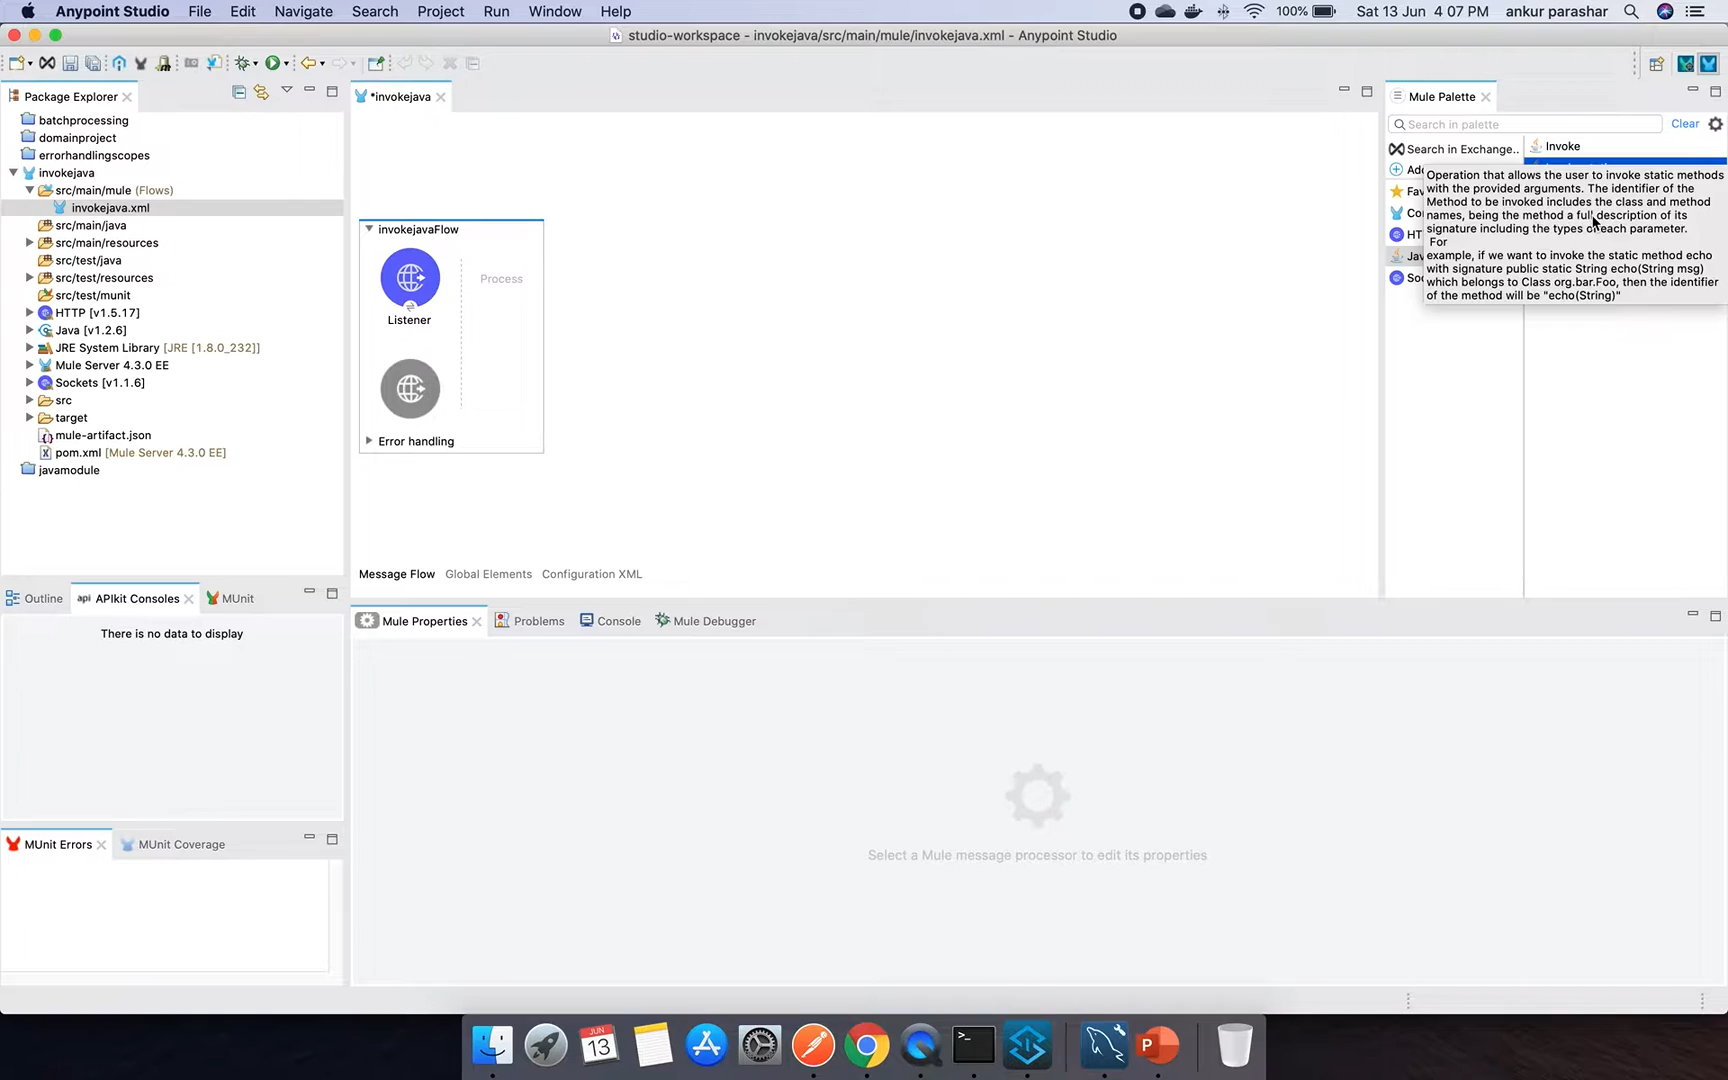 Anypoint Studio File Edit Navigate Search Project Run Window Help
100% Sat 13 Jun 4:07 PM ankur parashar
studio-workspace - invokejava/src/main/mule/invokejava.xml - Anypoint Studio
Package Explorer
batchprocessing
domainproject
errorhandlingscopes
invokejava
src/main/mule (Flows)
invokejava.xml
src/main/java
src/main/resources
src/test/java
src/test/resources
src/test/munit
HTTP [v1.5.17]
Java [v1.2.6]
JRE System Library [JRE [1.8.0_232]]
Mule Server 4.3.0 EE
Sockets [v1.1.6]
src
target
mule-artifact.json
pom.xml [Mule Server 4.3.0 EE]
javamodule
*invokejava
invokejavaFlow
Process
Listener
Error handling
Message Flow Global Elements Configuration XML
Mule Palette
Search in palette
Clear
Search in Exchange..
Invoke
Operation that allows the user to invoke static methods
with the provided arguments. The identifier of the
Method to be invoked includes the class and method
names, being the method a full description of its
signature including the types of each parameter.
For
example, if we want to invoke the static method echo
with signature public static String echo(String msg)
which belongs to Class org.bar.Foo, then the identifier
of the method will be "echo(String)"
Outline api APIkit Consoles MUnit
There is no data to display
MUnit Errors MUnit Coverage
Mule Properties Problems Console Mule Debugger
Select a Mule message processor to edit its properties
JUN
13